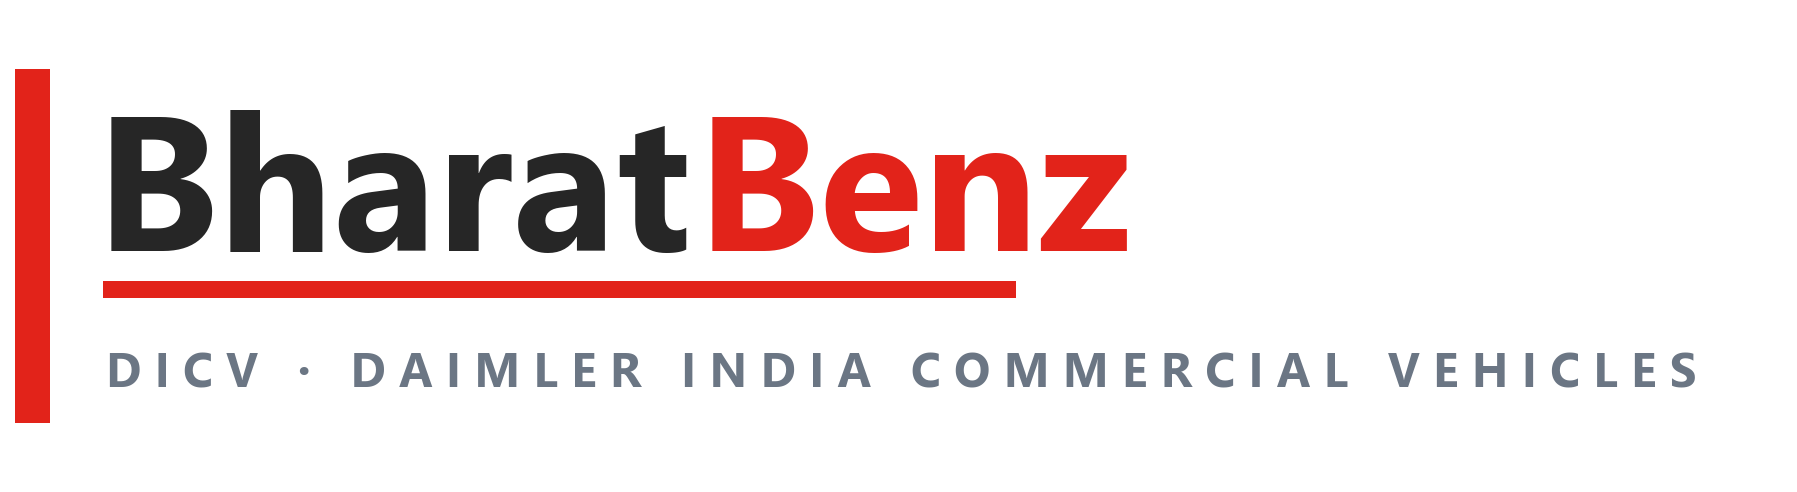 BharatBenz
DICV · DAIMLER INDIA COMMERCIAL VEHICLES